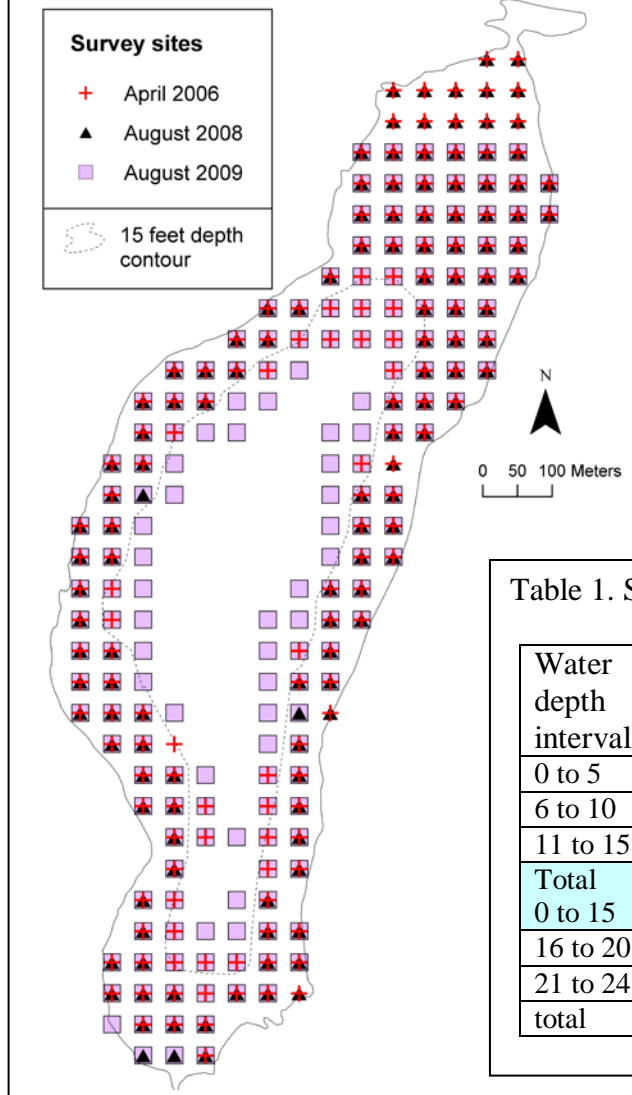 Survey sites
April 2006
August 2008
August 2009
15 feet depth
contour
N
0 50 100 Meters
Table 1. S
Water
depth
interval
0 to 5
6 to 10
11 to 15
Total
0 to 15
16 to 20
21 to 24
total